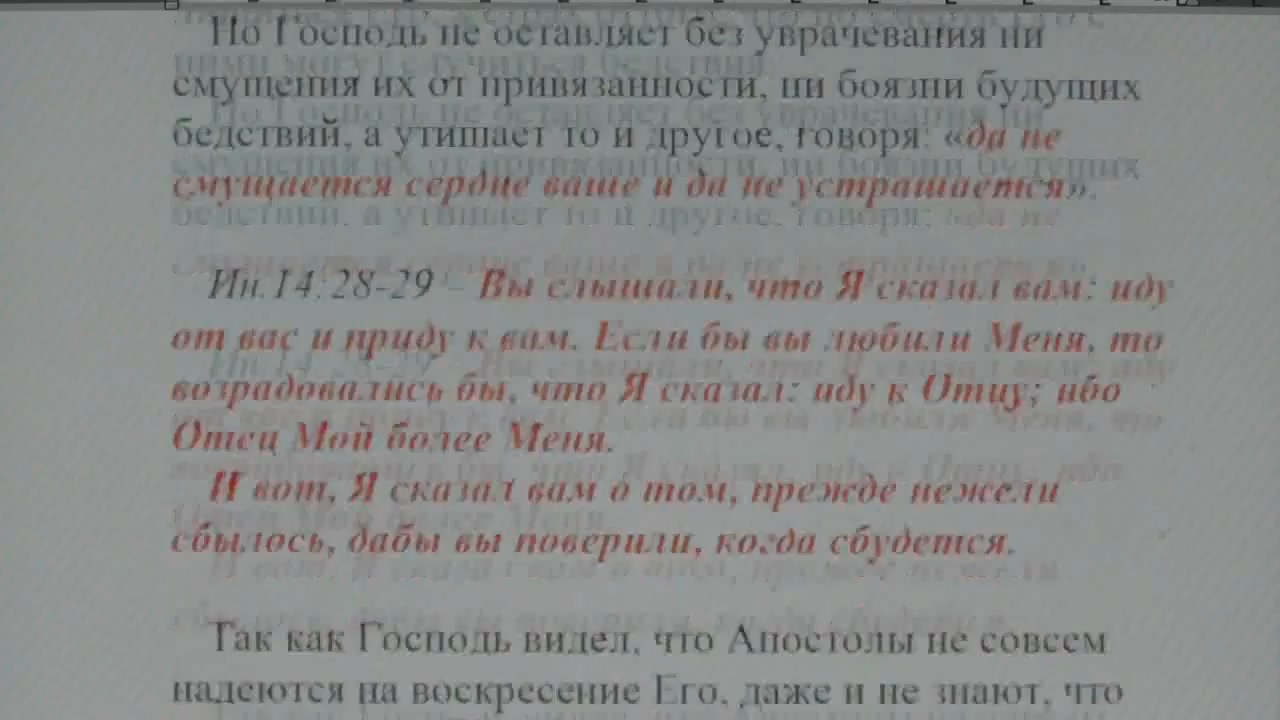 Но Господь не оставляет без уврачевания ни
смущения их от привязанности, ни боязни будущих
бедствий, а утишает то и другое, говоря: «да не
смущается сердце ваше и да не устрашается».
Ин.14:28-29 – Вы слышали, что Я сказал вам: иду
от вас и приду к вам. Если бы вы любили Меня, то
возрадовались бы, что Я сказал: иду к Отцу; ибо
Отец Мой более Меня.
И вот, Я сказал вам о том, прежде нежели
сбылось, дабы вы поверили, когда сбудется.
Так как Господь видел, что Апостолы не совсем
надеются на воскресение Его, даже и не знают, что